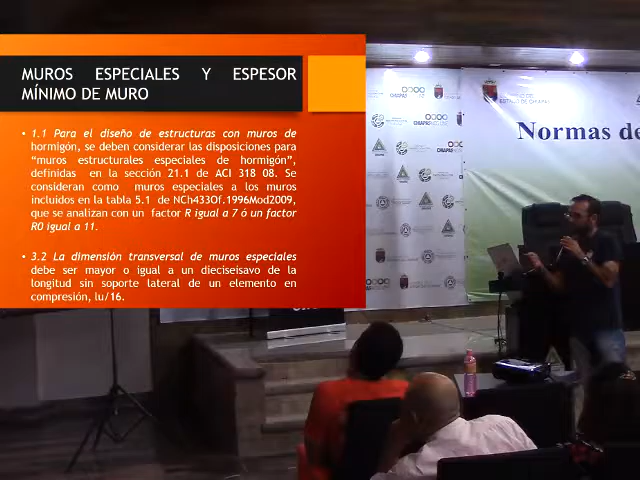 MUROS ESPECIALES Y ESPESOR
MÍNIMO DE MURO
• 1.1 Para el diseño de estructuras con muros de
hormigón, se deben considerar las disposiciones para
“muros estructurales especiales de hormigón”,
definidas en la sección 21.1 de ACI 318 08. Se
consideran como muros especiales a los muros
incluidos en la tabla 5.1 de NCh433Of.1996Mod2009,
que se analizan con un factor R igual a 7 ó un factor
R0 igual a 11.
• 3.2 La dimensión transversal de muros especiales
debe ser mayor o igual a un dieciseisavo de la
longitud sin soporte lateral de un elemento en
compresión, lu/16.
Normas de
CHIAPAS
CHIAPAS
ESTADO DE CHIAPAS